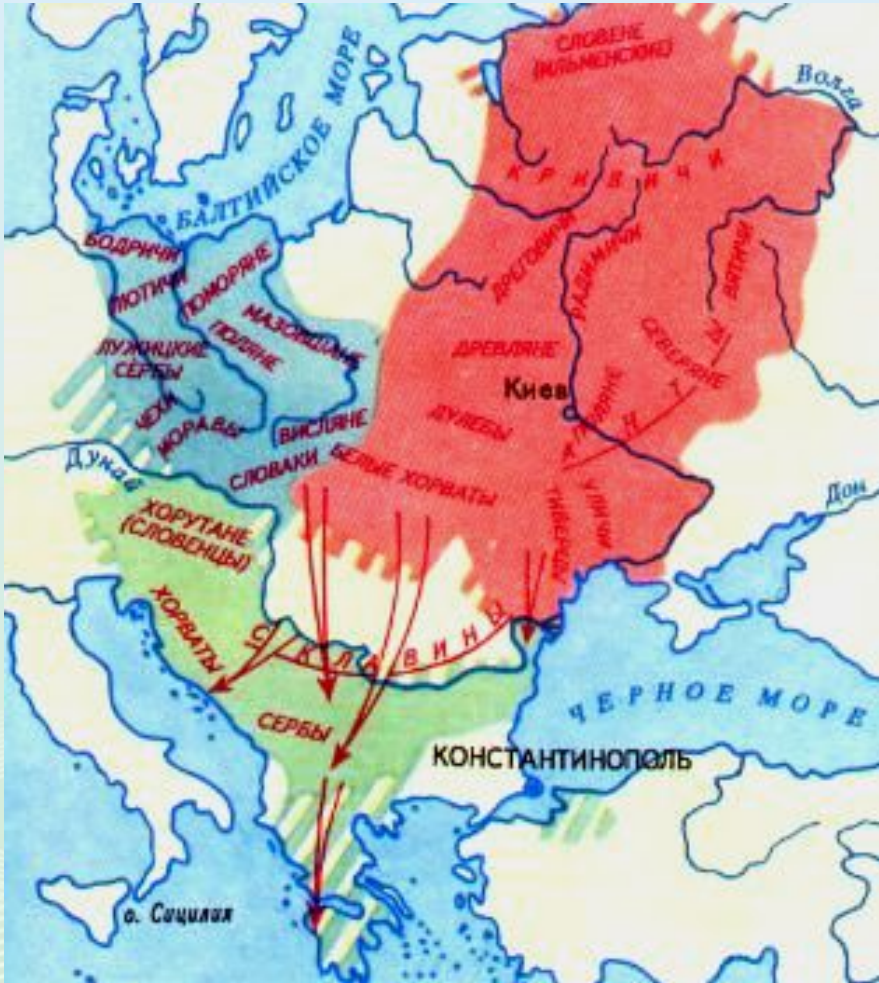 СЛОВЕНЕ
(ИЛЬМЕНСКИЕ)
Волга
БАЛТИЙСКОЕ МОРЕ
КРИВИЧИ
БОДРИЧИ
ПОМОРЯНЕ
ДРЕГОВИЧИ
РАДИМИЧИ
ВЯТИЧИ
ЛЮТИЧИ
МАЗОВШАНЕ
ПОЛЯНЕ
ДРЕВЛЯНЕ
СЕВЕРЯНЕ
ЛУЖИЦКИЕ
СЕРБЫ
Киев
ПОЛЯНЕ
АНТЫ
ЧЕХИ
МОРАВЫ
ВИСЛЯНЕ
ДУЛЕБЫ
Дунай
СЛОВАКИ
БЕЛЫЕ ХОРВАТЫ
ТИВЕРЦЫ
УЛИЧИ
Дон
ХОРУТАНЕ
(СЛОВЕНЦЫ)
ХОРВАТЫ
СКЛАВИНЫ
СЕРБЫ
ЧЕРНОЕ МОРЕ
КОНСТАНТИНОПОЛЬ
о. Сицилия